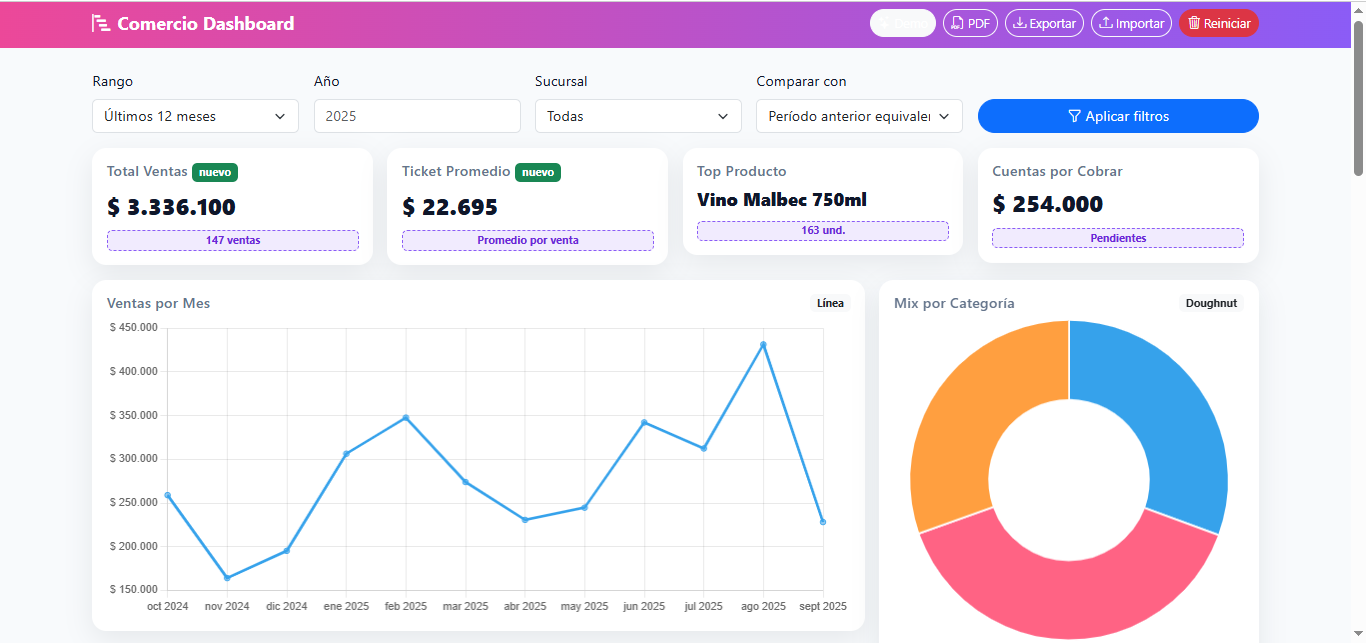 Comercio Dashboard
PDF
Exportar
Importar
Reiniciar
Rango
Año
Sucursal
Comparar con
Últimos 12 meses
2025
Todas
Período anterior equivaler
Aplicar filtros
Total Ventas nuevo
$ 3.336.100
147 ventas
Ticket Promedio nuevo
$ 22.695
Promedio por venta
Top Producto
Vino Malbec 750ml
163 und.
Cuentas por Cobrar
$ 254.000
Pendientes
Ventas por Mes
Línea
$ 450.000
$ 400.000
$ 350.000
$ 300.000
$ 250.000
$ 200.000
$ 150.000
oct 2024
nov 2024
dic 2024
ene 2025
feb 2025
mar 2025
abr 2025
may 2025
jun 2025
jul 2025
ago 2025
sept 2025
Mix por Categoría
Doughnut